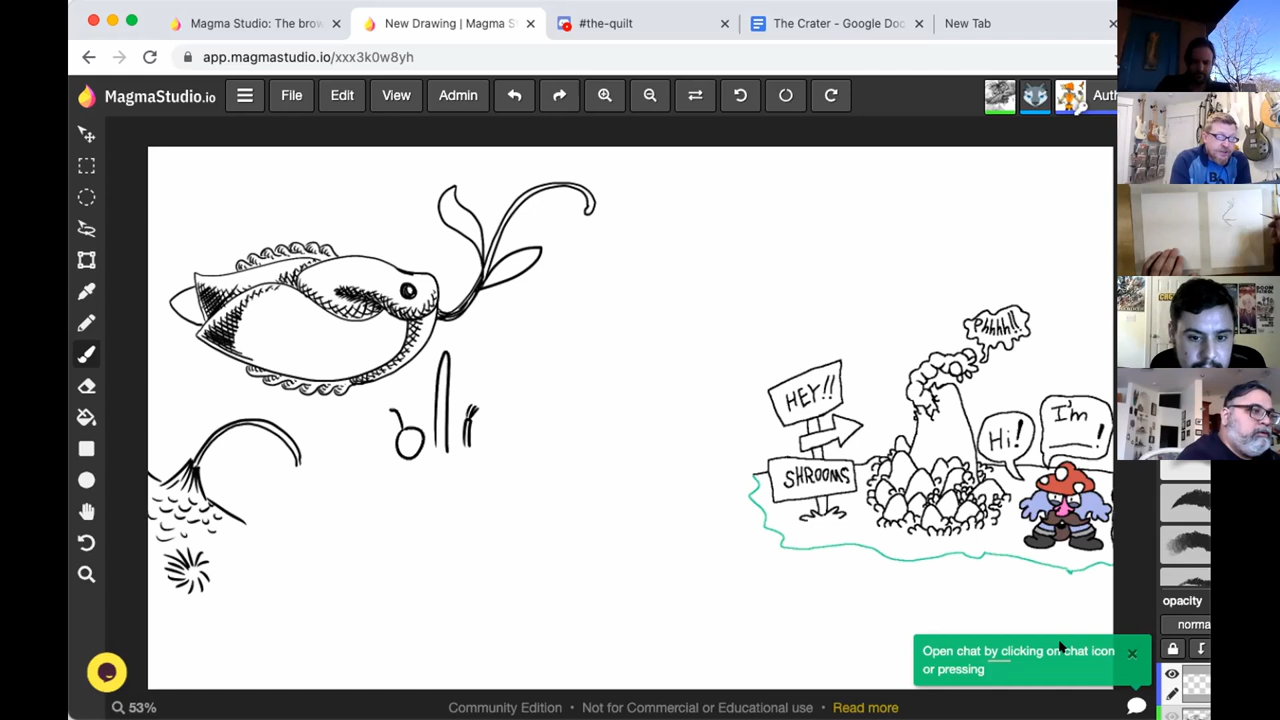 Magma Studio: The brow
New Drawing | Magma S
#the-quilt
The Crater - Google Doc
New Tab
app.magmastudio.io/xxx3k0w8yh
MagmaStudio.io
File
Edit
View
Admin
Auth
Phhhh!!
HEY!!
SHROOMS
Hi!
I'm
!
Open chat by clicking on chat icon
or pressing
opacity
norma
53%
Community Edition • Not for Commercial or Educational use • Read more